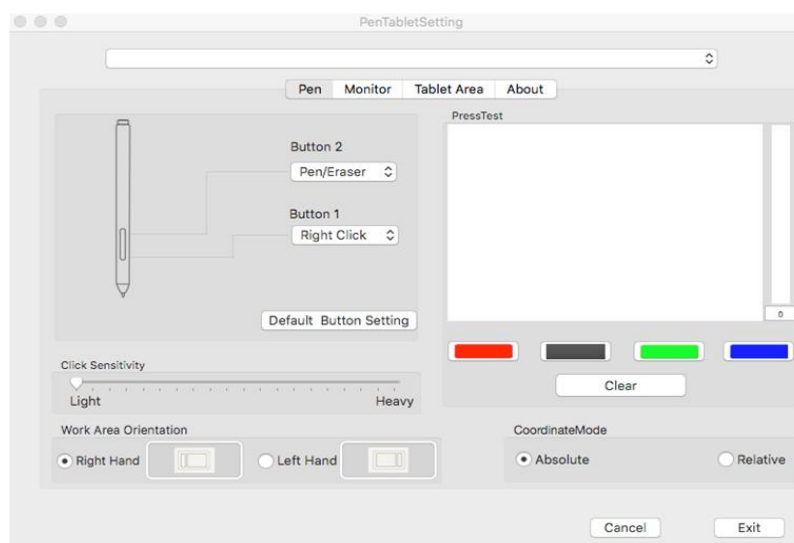 PenTabletSetting
Pen Monitor Tablet Area About
PressTest
Button 2
Pen/Eraser
Button 1
Right Click
Default Button Setting
0
Clear
Click Sensitivity
Light Heavy
Work Area Orientation
Right Hand Left Hand
CoordinateMode
Absolute Relative
Cancel Exit